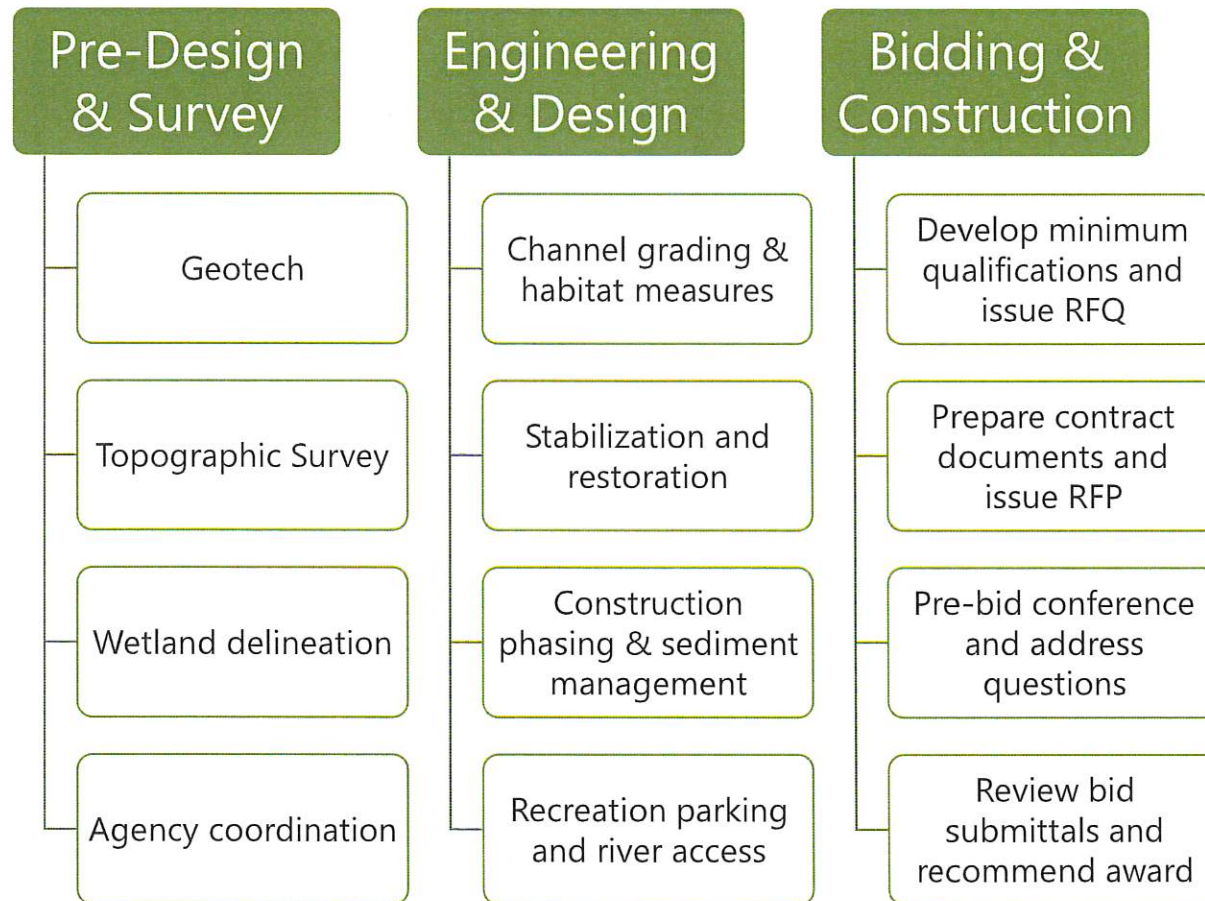 Pre-Design
& Survey
Geotech
Topographic Survey
Wetland delineation
Agency coordination
Engineering
& Design
Channel grading &
habitat measures
Stabilization and
restoration
Construction
phasing & sediment
management
Recreation parking
and river access
Bidding &
Construction
Develop minimum
qualifications and
issue RFQ
Prepare contract
documents and
issue RFP
Pre-bid conference
and address
questions
Review bid
submittals and
recommend award